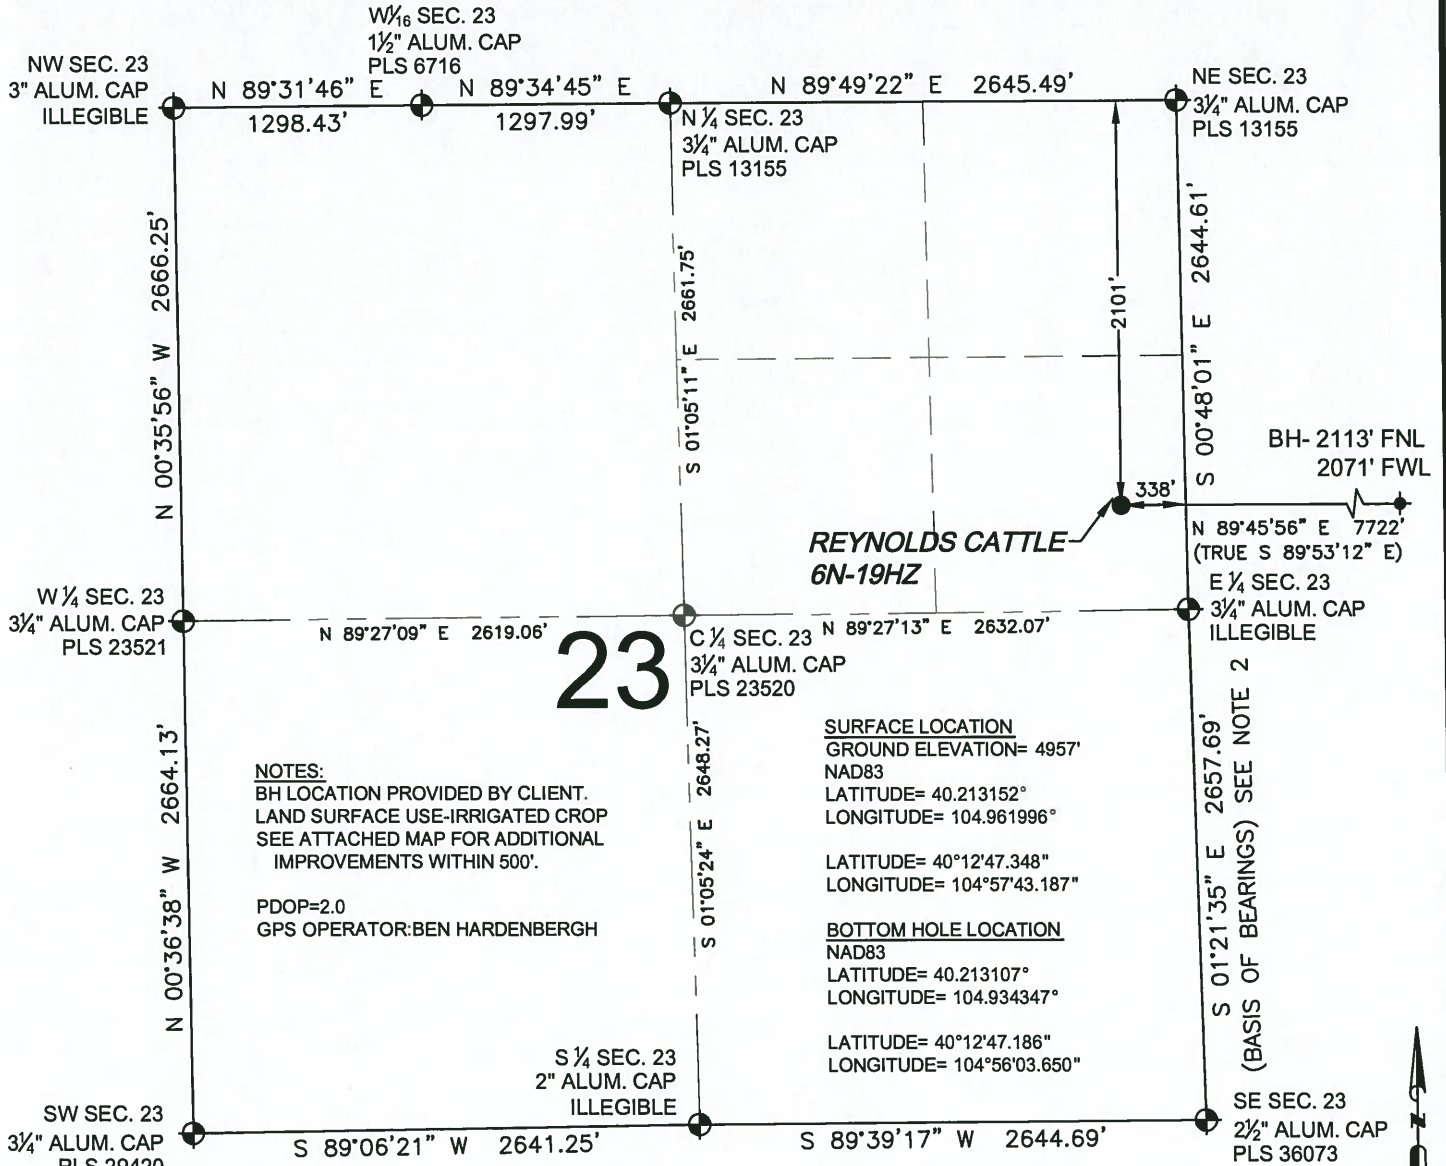 W 1/16 SEC. 23
1½" ALUM. CAP
PLS 6716
NW SEC. 23
3" ALUM. CAP
ILLEGIBLE
N 89°31'46" E
1298.43'
N 89°34'45" E
1297.99'
N 89°49'22" E 2645.49'
NE SEC. 23
3¼" ALUM. CAP
PLS 13155
N ¼ SEC. 23
3¼" ALUM. CAP
PLS 13155
N 00°35'56" W 2666.25'
S 01°05'11" E 2661.75'
2101'
S 00°48'01" E 2644.61'
BH- 2113' FNL
2071' FWL
338'
N 89°45'56" E 7722'
(TRUE S 89°53'12" E)
REYNOLDS CATTLE
6N-19HZ
E ¼ SEC. 23
3¼" ALUM. CAP
ILLEGIBLE
W ¼ SEC. 23
3¼" ALUM. CAP
PLS 23521
N 89°27'09" E 2619.06'
N 89°27'13" E 2632.07'
23
C ¼ SEC. 23
3¼" ALUM. CAP
PLS 23520
N 00°36'38" W 2664.13'
NOTES:
BH LOCATION PROVIDED BY CLIENT.
LAND SURFACE USE-IRRIGATED CROP
SEE ATTACHED MAP FOR ADDITIONAL
IMPROVEMENTS WITHIN 500'.
PDOP=2.0
GPS OPERATOR:BEN HARDENBERGH
S 01°05'24" E 2648.27'
SURFACE LOCATION
GROUND ELEVATION= 4957'
NAD83
LATITUDE= 40.213152°
LONGITUDE= 104.961996°
LATITUDE= 40°12'47.348"
LONGITUDE= 104°57'43.187"
BOTTOM HOLE LOCATION
NAD83
LATITUDE= 40.213107°
LONGITUDE= 104.934347°
LATITUDE= 40°12'47.186"
LONGITUDE= 104°56'03.650"
S 01°21'35" E 2657.69'
(BASIS OF BEARINGS) SEE NOTE 2
S ¼ SEC. 23
2" ALUM. CAP
ILLEGIBLE
SW SEC. 23
3¼" ALUM. CAP
PLS 29420
S 89°06'21" W 2641.25'
S 89°39'17" W 2644.69'
SE SEC. 23
2½" ALUM. CAP
PLS 36073
N